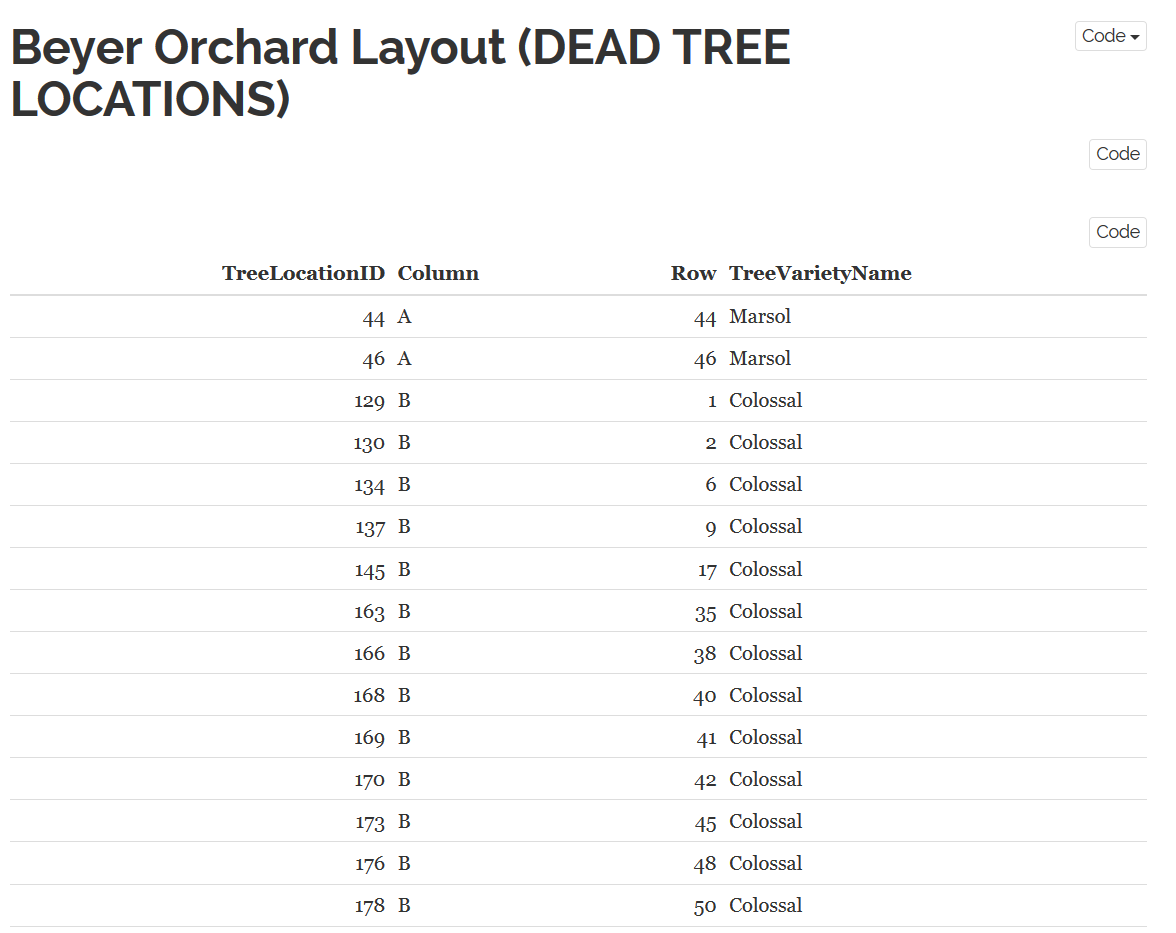 Beyer Orchard Layout (DEAD TREE
LOCATIONS)
Code
Code
Code
TreeLocationID Column Row TreeVarietyName
44 A 44 Marsol
46 A 46 Marsol
129 B 1 Colossal
130 B 2 Colossal
134 B 6 Colossal
137 B 9 Colossal
145 B 17 Colossal
163 B 35 Colossal
166 B 38 Colossal
168 B 40 Colossal
169 B 41 Colossal
170 B 42 Colossal
173 B 45 Colossal
176 B 48 Colossal
178 B 50 Colossal